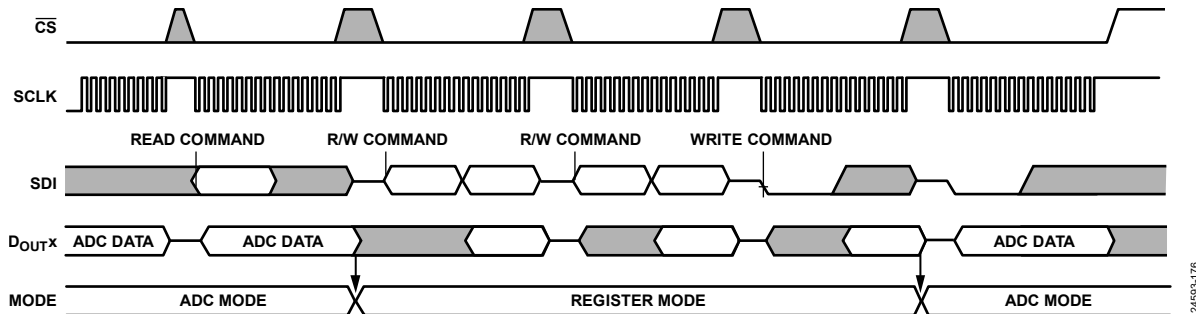 CS
SCLK
READ COMMAND R/W COMMAND R/W COMMAND WRITE COMMAND
SDI
DOUTx ADC DATA ADC DATA ADC DATA
MODE ADC MODE REGISTER MODE ADC MODE
24593-176